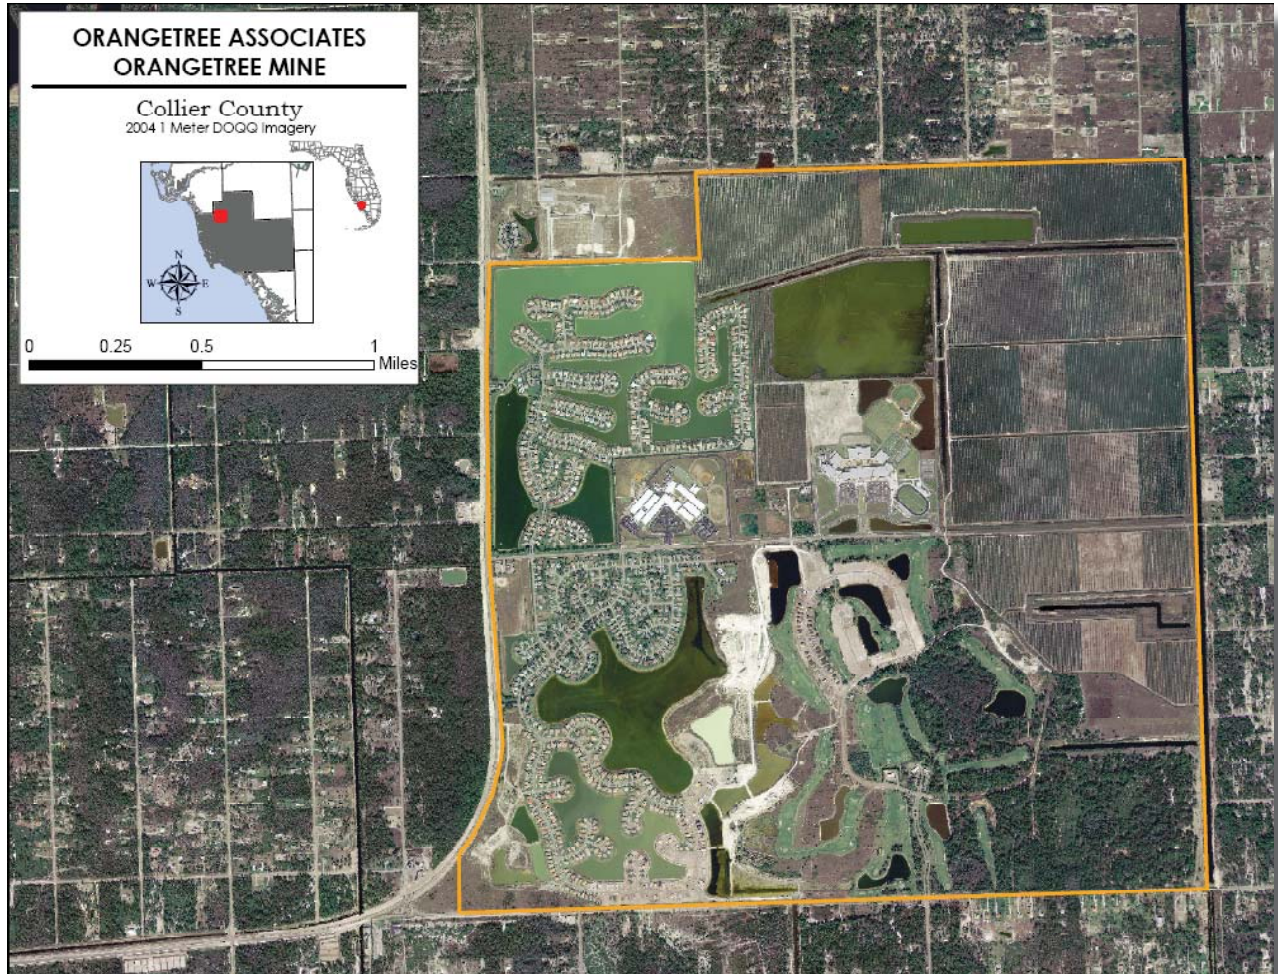 ORANGETREE ASSOCIATES
ORANGETREE MINE
Collier County
2004 1 Meter DOQQ Imagery
N
W E
S
0 0.25 0.5 1
Miles